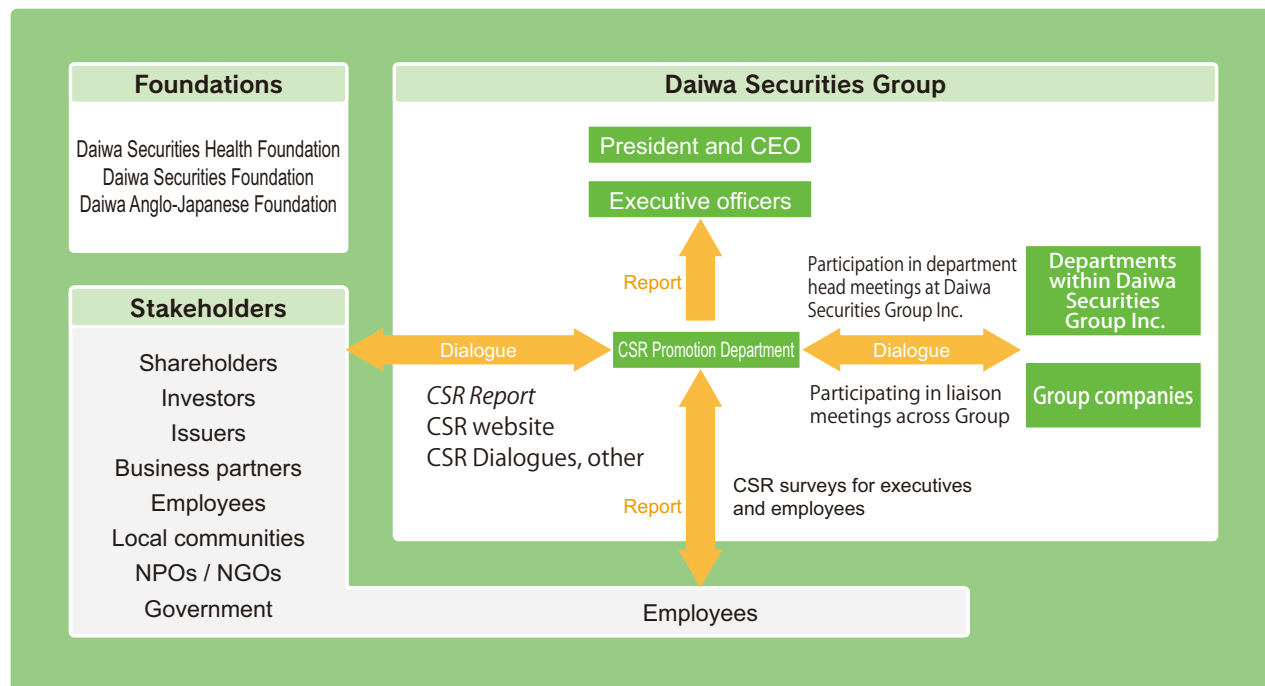 Foundations
Daiwa Securities Health Foundation
Daiwa Securities Foundation
Daiwa Anglo-Japanese Foundation
Stakeholders
Shareholders
Investors
Issuers
Business partners
Employees
Local communities
NPOs / NGOs
Government
Daiwa Securities Group
President and CEO
Executive officers
Report
Dialogue
CSR Promotion Department
CSR Report
CSR website
CSR Dialogues, other
Participation in department
head meetings at Daiwa
Securities Group Inc.
Dialogue
Participating in liaison
meetings across Group
Departments
within Daiwa
Securities
Group Inc.
Group companies
Report
CSR surveys for executives
and employees
Employees